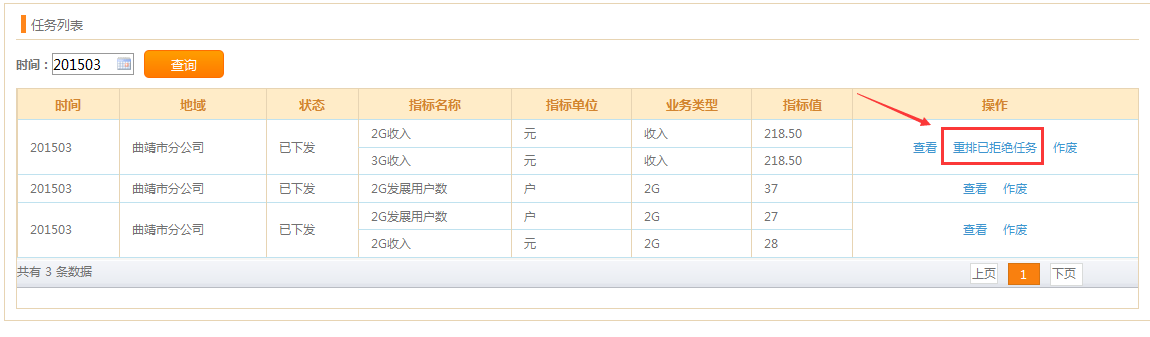 任务列表
时间： 201503 查询
时间 地域 状态 指标名称 指标单位 业务类型 指标值 操作
201503 曲靖市分公司 已下发 2G收入 元 收入 218.50 查看 重排已拒绝任务 作废
3G收入 元 收入 218.50
201503 曲靖市分公司 已下发 2G发展用户数 户 2G 37 查看 作废
201503 曲靖市分公司 已下发 2G发展用户数 户 2G 27 查看 作废
2G收入 元 2G 28
共有 3 条数据 上页 1 下页